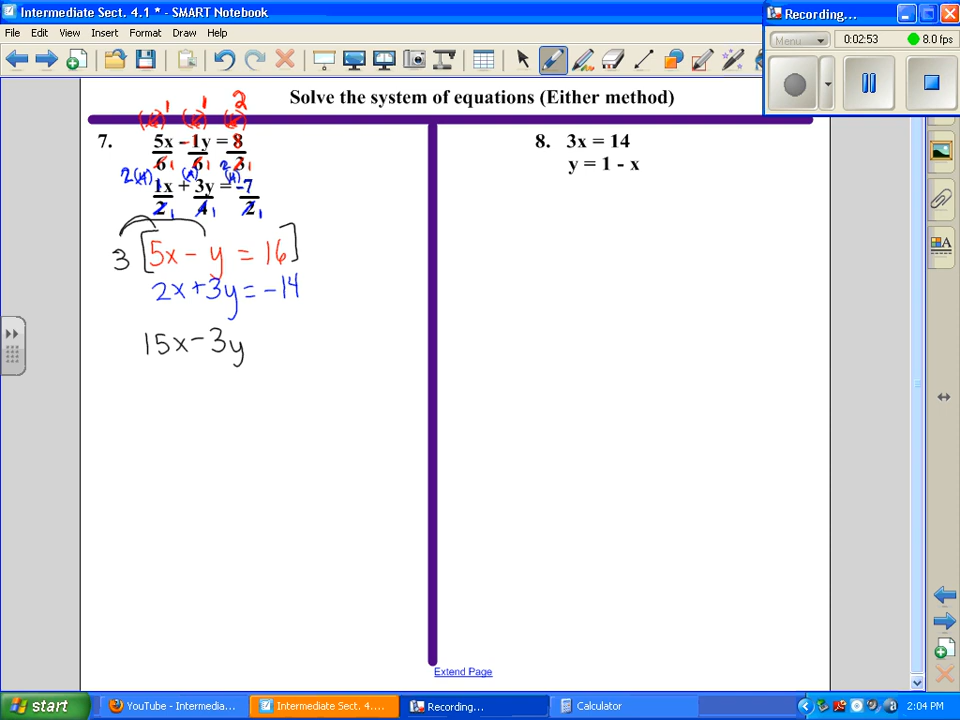 Intermediate Sect. 4.1 * - SMART Notebook
File Edit View Insert Format Draw Help
Recording...
Menu 0:02:53 8.0 fps
Solve the system of equations (Either method)
7. 5x - 1y = 8
6 6 3
1x + 3y = -7
2 4 2
3 [5x - y = 16]
2x + 3y = -14
15x - 3y
8. 3x = 14
y = 1 - x
Extend Page
start YouTube - Intermedia... Intermediate Sect. 4.... Recording... Calculator 2:04 PM